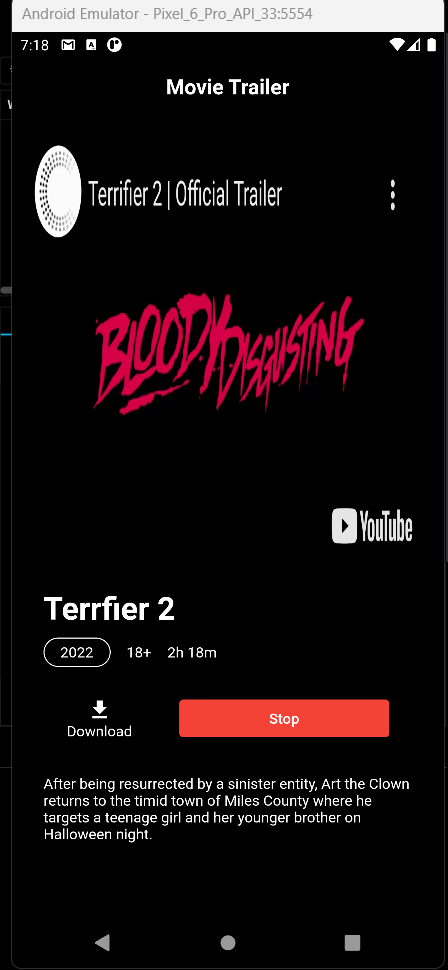 Android Emulator - Pixel_6_Pro_API_33:5554
7:18
Movie Trailer
Terrifier 2 | Official Trailer
BLOODY DISGUSTING
YouTube
Terrfier 2
2022 18+ 2h 18m
Download
Stop
After being resurrected by a sinister entity, Art the Clown
returns to the timid town of Miles County where he
targets a teenage girl and her younger brother on
Halloween night.